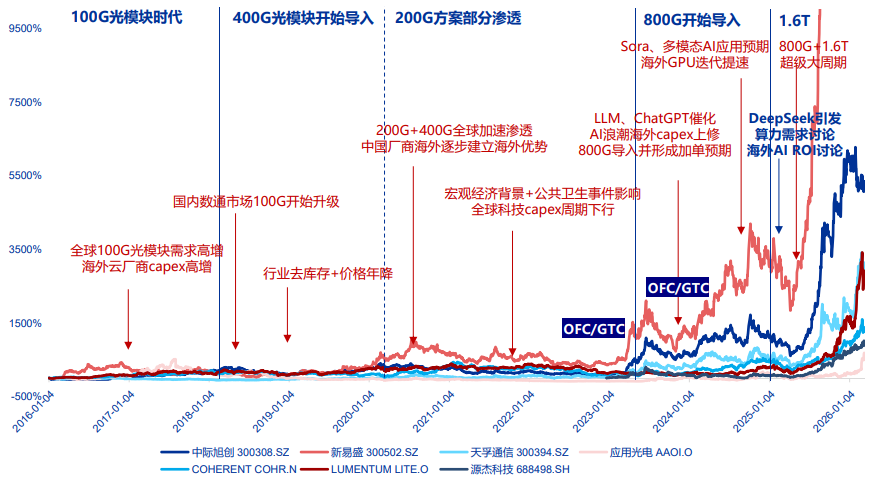 100G光模块时代
400G光模块开始导入
200G方案部分渗透
800G开始导入
1.6T
9500%
7500%
5500%
3500%
1500%
-500%
Sora、多模态AI应用预期
海外GPU迭代提速
800G+1.6T
超级大周期
LLM、ChatGPT催化
AI浪潮海外capex上修
800G导入并形成加单预期
DeepSeek引发
算力需求讨论
海外AI ROI讨论
200G+400G全球加速渗透
中国厂商海外逐步建立海外优势
国内数通市场100G开始升级
宏观经济背景+公共卫生事件影响
全球科技capex周期下行
全球100G光模块需求高增
海外云厂商capex高增
行业去库存+价格年降
OFC/GTC
OFC/GTC
2016-01-04
2017-01-04
2018-01-04
2019-01-04
2020-01-04
2021-01-04
2022-01-04
2023-01-04
2024-01-04
2025-01-04
2026-01-04
中际旭创 300308.SZ
新易盛 300502.SZ
天孚通信 300394.SZ
应用光电 AAOI.O
COHERENT COHR.N
LUMENTUM LITE.O
源杰科技 688498.SH